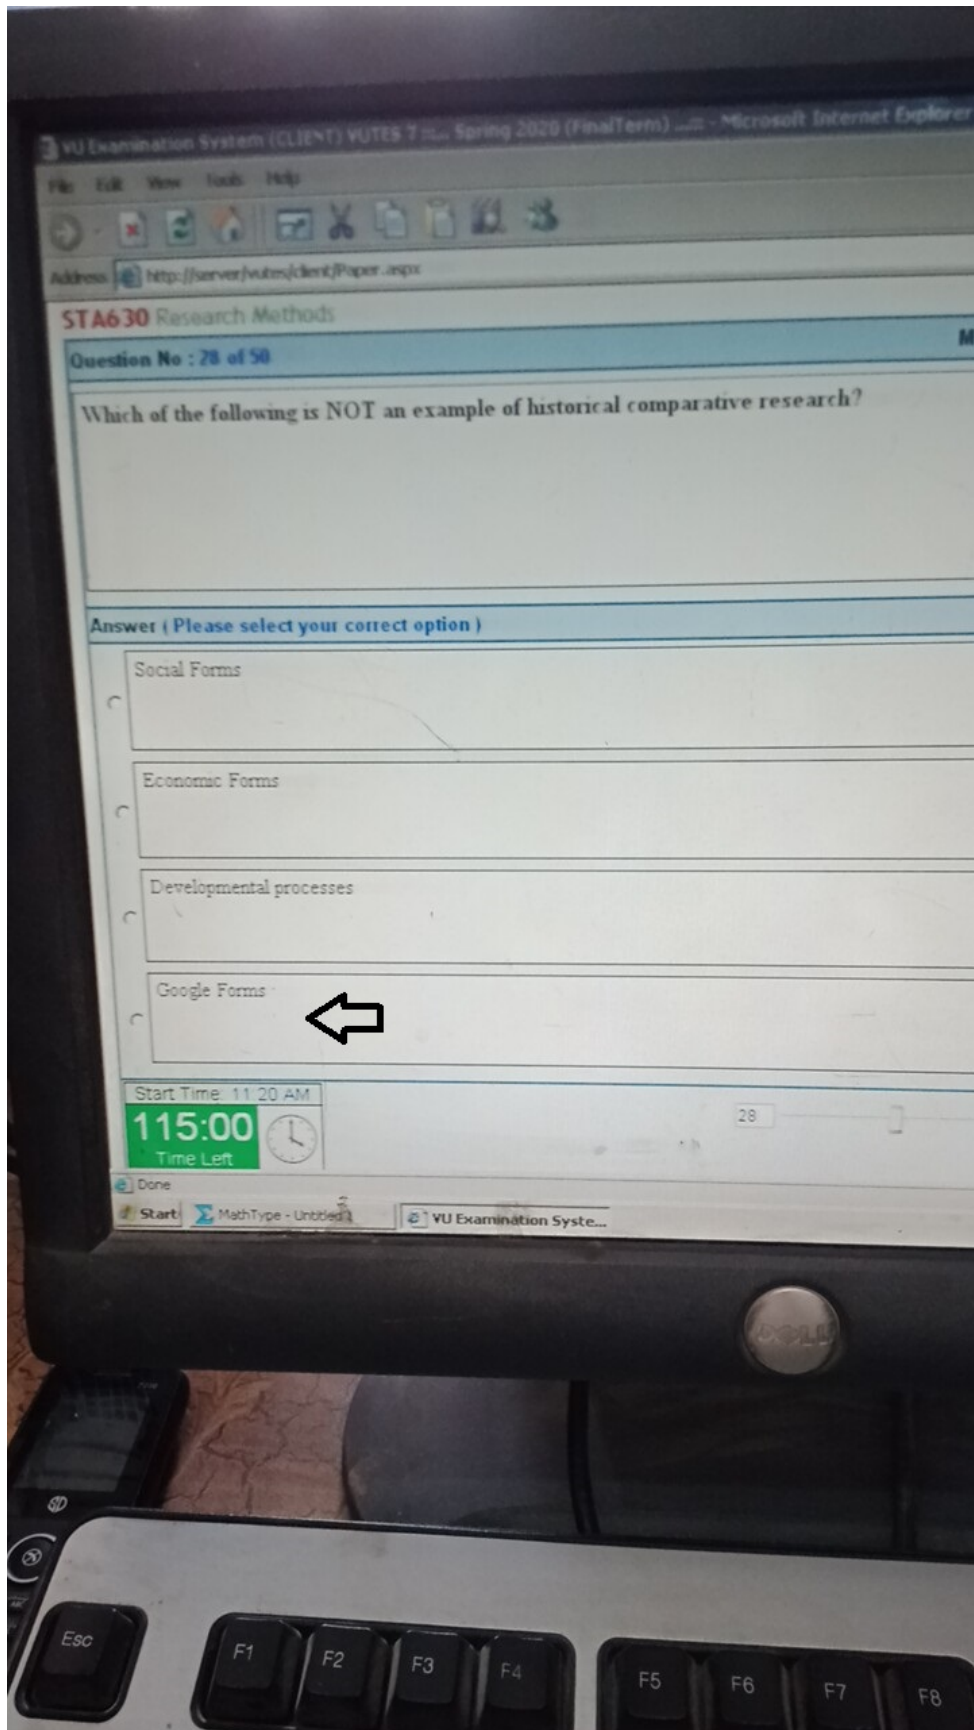 VU Examination System (CLIENT) VUTES 7 Spring 2020 (FinalTerm) - Microsoft Internet Explorer
File Edit View Tools Help
Address http://server/vutes/client/Paper.aspx
STA630 Research Methods
Question No : 28 of 50 M
Which of the following is NOT an example of historical comparative research?
Answer ( Please select your correct option )
Social Forms
Economic Forms
Developmental processes
Google Forms
Start Time: 11:20 AM
115:00
Time Left
28
Done
Start MathType - Untitled 1 VU Examination Syste...
Esc F1 F2 F3 F4 F5 F6 F7 F8